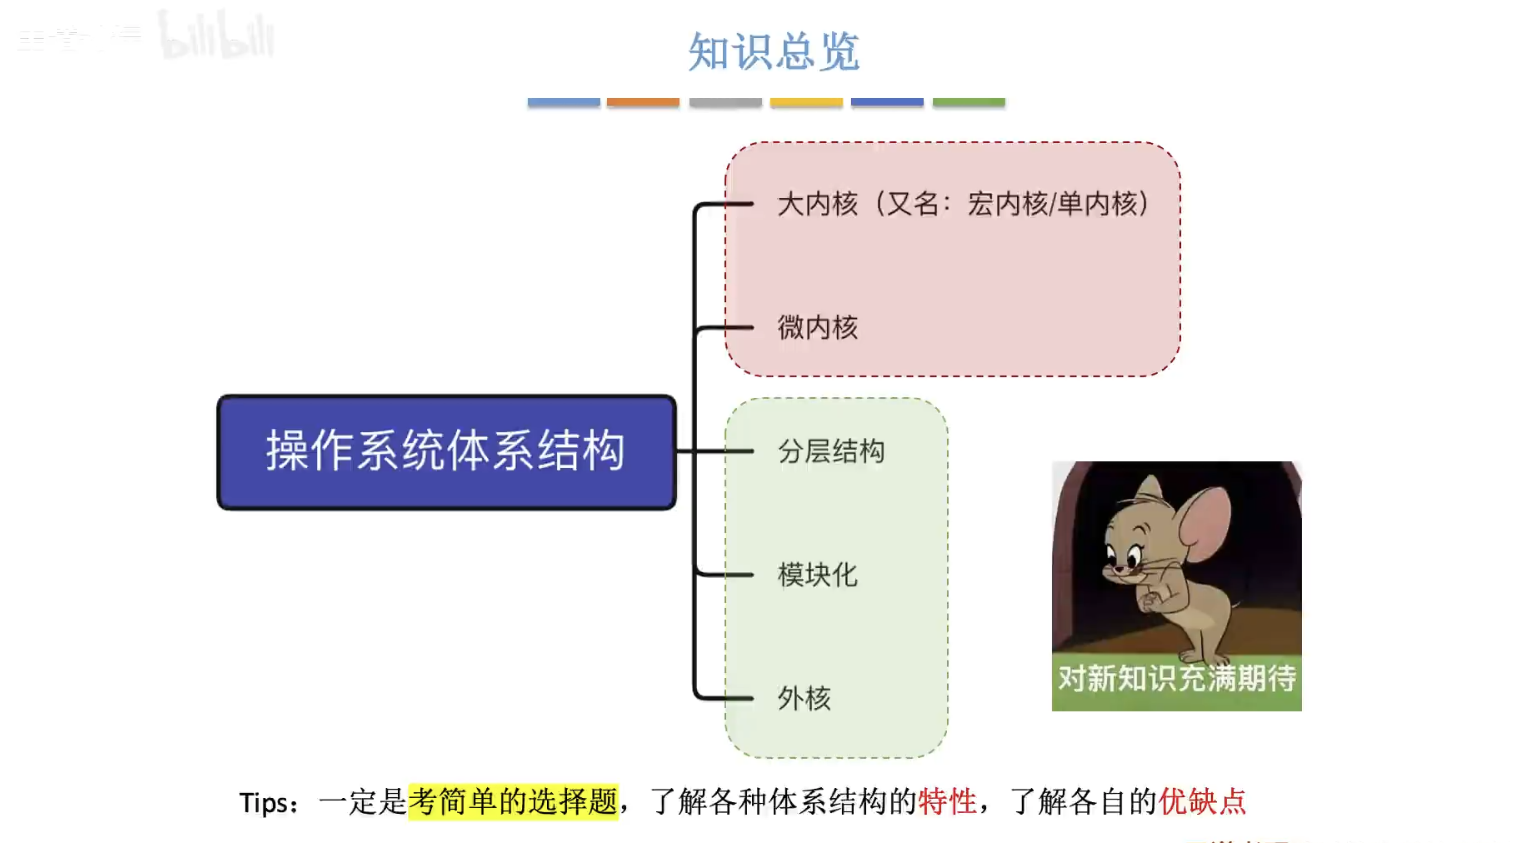 bilibili
知识总览
大内核（又名：宏内核/单内核）
微内核
操作系统体系结构
分层结构
模块化
外核
对新知识充满期待
Tips：一定是考简单的选择题，了解各种体系结构的特性，了解各自的优缺点